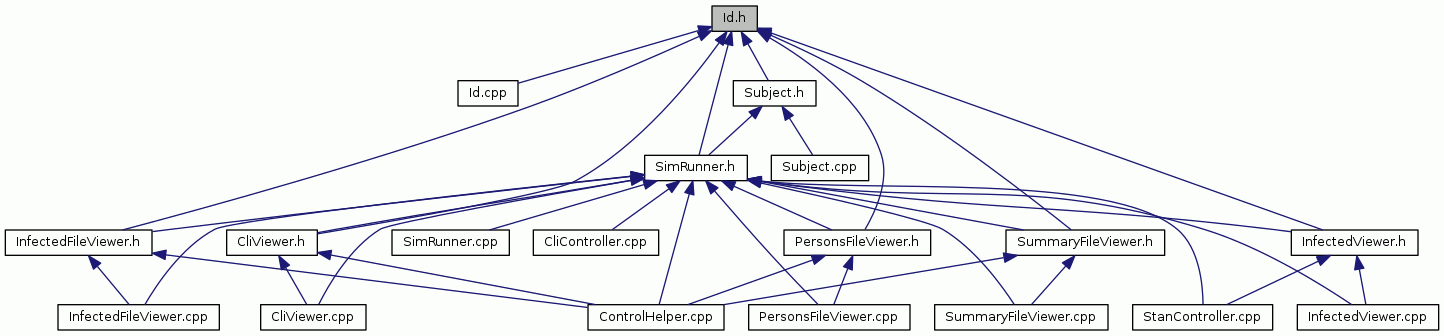 Id.h
Id.cpp
Subject.h
SimRunner.h
Subject.cpp
InfectedFileViewer.h
CliViewer.h
SimRunner.cpp
CliController.cpp
PersonsFileViewer.h
SummaryFileViewer.h
InfectedViewer.h
InfectedFileViewer.cpp
CliViewer.cpp
ControlHelper.cpp
PersonsFileViewer.cpp
SummaryFileViewer.cpp
StanController.cpp
InfectedViewer.cpp